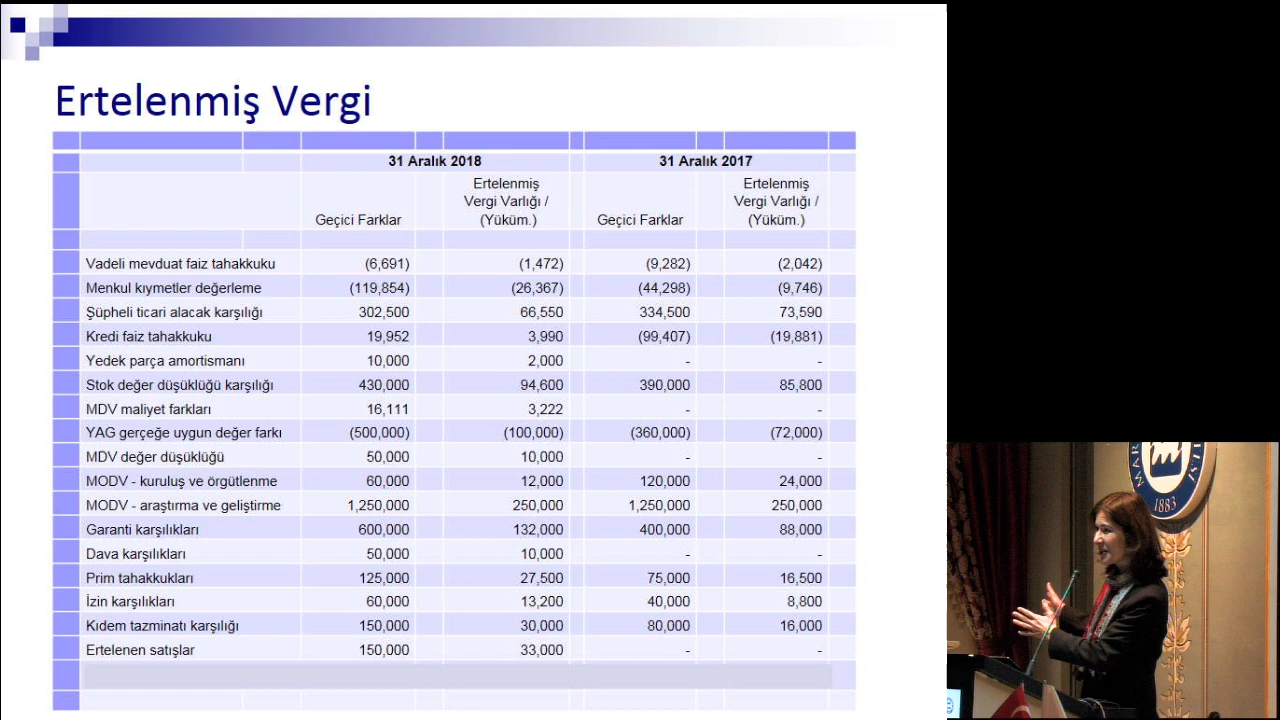 Ertelenmiş Vergi
31 Aralık 2018 31 Aralık 2017
Ertelenmiş Ertelenmiş
Vergi Varlığı / Vergi Varlığı /
Geçici Farklar (Yüküm.) Geçici Farklar (Yüküm.)
Vadeli mevduat faiz tahakkuku (6,691) (1,472) (9,282) (2,042)
Menkul kıymetler değerleme (119,854) (26,367) (44,298) (9,746)
Şüpheli ticari alacak karşılığı 302,500 66,550 334,500 73,590
Kredi faiz tahakkuku 19,952 3,990 (99,407) (19,881)
Yedek parça amortismanı 10,000 2,000 - -
Stok değer düşüklüğü karşılığı 430,000 94,600 390,000 85,800
MDV maliyet farkları 16,111 3,222 - -
YAG gerçeğe uygun değer farkı (500,000) (100,000) (360,000) (72,000)
MDV değer düşüklüğü 50,000 10,000 - -
MODV - kuruluş ve örgütlenme 60,000 12,000 120,000 24,000
MODV - araştırma ve geliştirme 1,250,000 250,000 1,250,000 250,000
Garanti karşılıkları 600,000 132,000 400,000 88,000
Dava karşılıkları 50,000 10,000 - -
Prim tahakkukları 125,000 27,500 75,000 16,500
İzin karşılıkları 60,000 13,200 40,000 8,800
Kıdem tazminatı karşılığı 150,000 30,000 80,000 16,000
Ertelenen satışlar 150,000 33,000 - -
1883